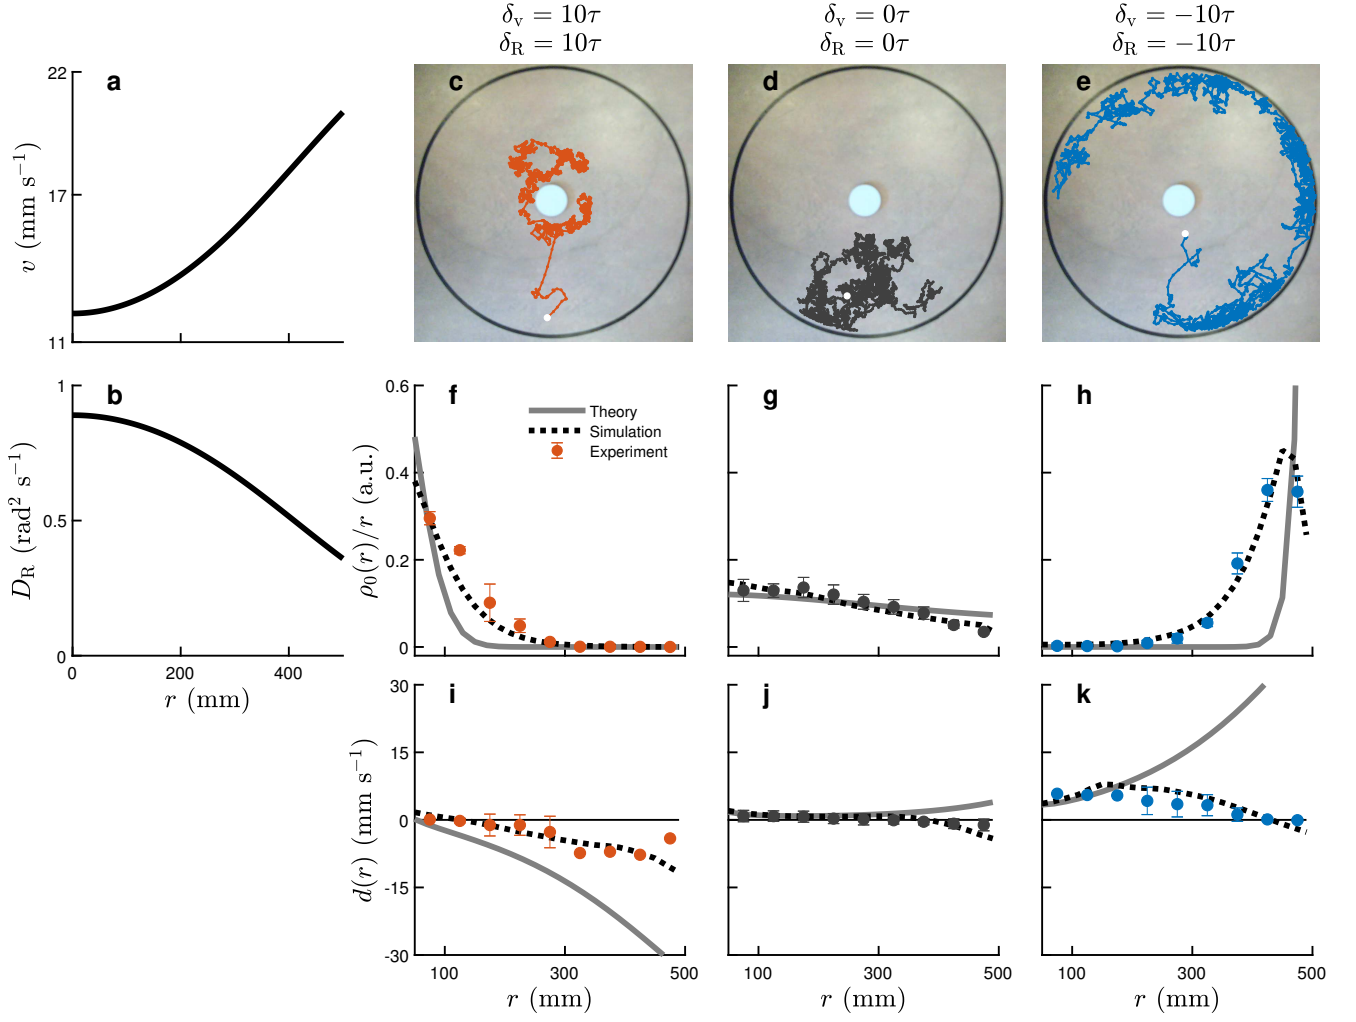 δv = 10τ
δR = 10τ
δv = 0τ
δR = 0τ
δv = −10τ
δR = −10τ
a
22
17
11
v (mm s⁻¹)
c
d
e
b
1
0.5
0
DR (rad² s⁻¹)
0
200
400
r (mm)
f
0.6
0.4
0.2
0
ρ₀(r)/r (a.u.)
Theory
Simulation
Experiment
g
h
i
30
15
0
-15
-30
d(r) (mm s⁻¹)
100
300
500
r (mm)
j
100
300
500
r (mm)
k
100
300
500
r (mm)